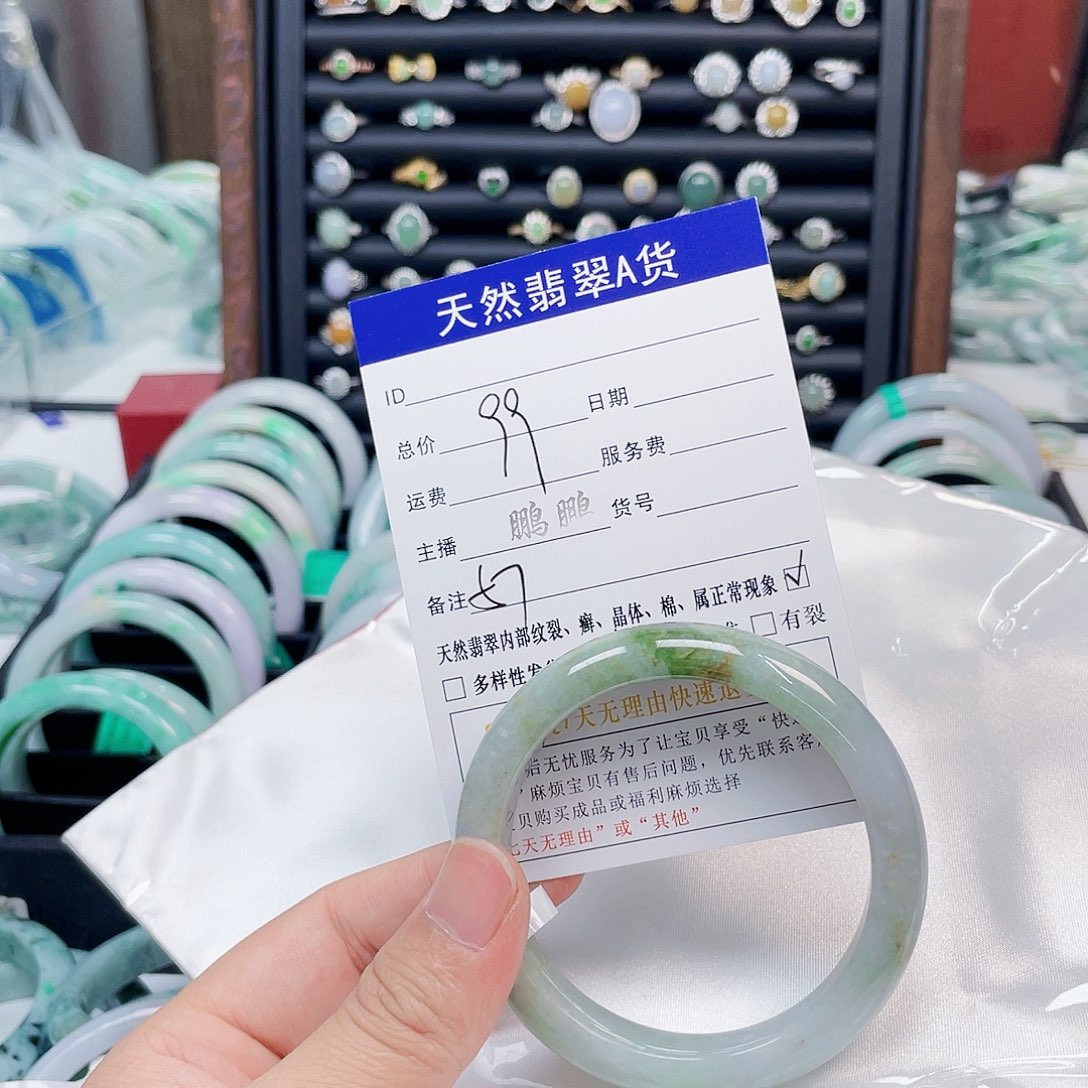 天然翡翠A货
ID
总价 99 日期
运费 服务费
主播 鹏鹏 货号
备注
天然翡翠内部纹裂、癣、晶体、棉、属正常现象 ☑
☐ 多样性发 ☐ 有裂
7天无理由快速退
后无忧服务为了让宝贝享受“快
”麻烦宝贝有售后问题，优先联系客
贝购买成品或福利麻烦选择
七天无理由”或“其他”